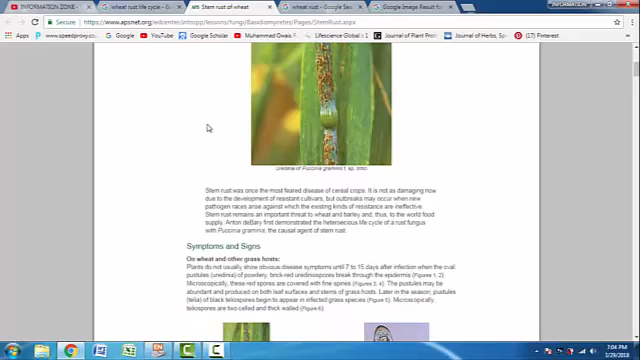 INFORMATION ZONE -
wheat rust life cycle - G
Stem rust of wheat
wheat rust - Google Sea
Google Image Result for
INFORMATION
Secure
https://www.apsnet.org/edcenter/intropp/lessons/fungi/Basidiomycetes/Pages/StemRust.aspx
Apps
www.speedproxy.co
Google
YouTube
Google Scholar
Muhammad Owais -
Lifescience Global J
Journal of Plant Prot
Journal of Herbs, Sp
(17) Pinterest
Uredinia of Puccinia graminis f. sp. tritici
Stem rust was once the most feared disease of cereal crops. It is not as damaging now
due to the development of resistant cultivars, but outbreaks may occur when new
pathogen races arise against which the existing kinds of resistance are ineffective.
Stem rust remains an important threat to wheat and barley and, thus, to the world food
supply. Anton deBary first demonstrated the heteroecious life cycle of a rust fungus
with Puccinia graminis, the causal agent of stem rust.
Symptoms and Signs
On wheat and other grass hosts:
Plants do not usually show obvious disease symptoms until 7 to 15 days after infection when the oval
pustules (uredinia) of powdery, brick-red urediniospores break through the epidermis (Figures 1, 2).
Microscopically, these red spores are covered with fine spines (Figures 3, 4). The pustules may be
abundant and produced on both leaf surfaces and stems of grass hosts. Later in the season, pustules
(telia) of black teliospores begin to appear in infected grass species (Figure 5). Microscopically,
teliospores are two-celled and thick walled (Figure 6).
7:04 PM
3/29/2018